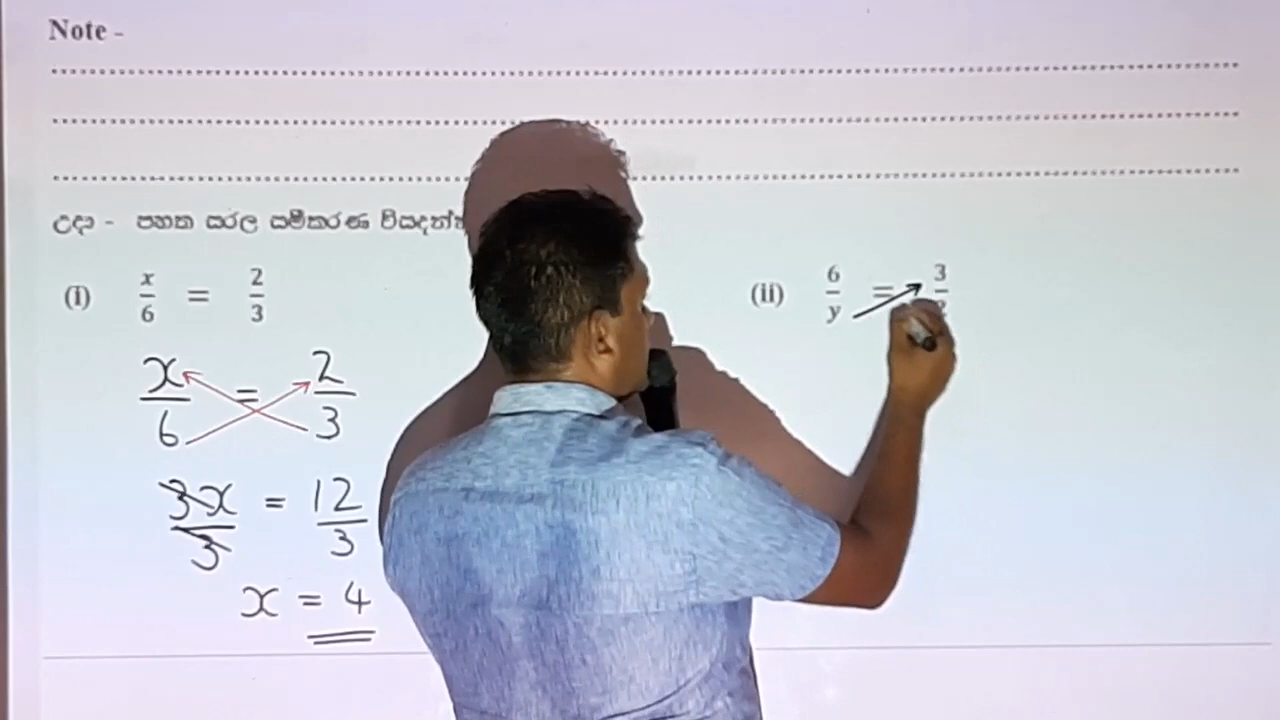 Note -
උදා - පහත සරල සමීකරණ
(i) x/6 = 2/3
(ii) 6/y = 3/
x/6 = 2/3
3x/3 = 12/3
x = 4